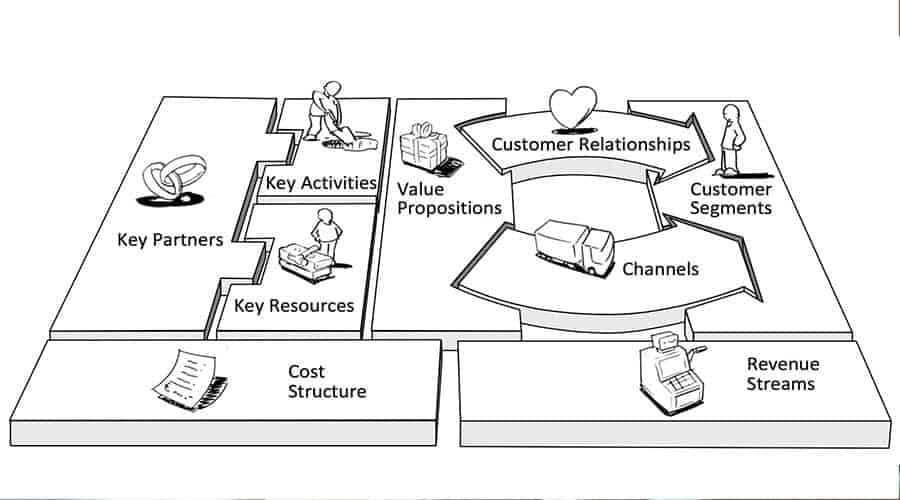 Key Partners
Key Activities
Key Resources
Value
Propositions
Customer Relationships
Channels
Customer
Segments
Cost
Structure
Revenue
Streams